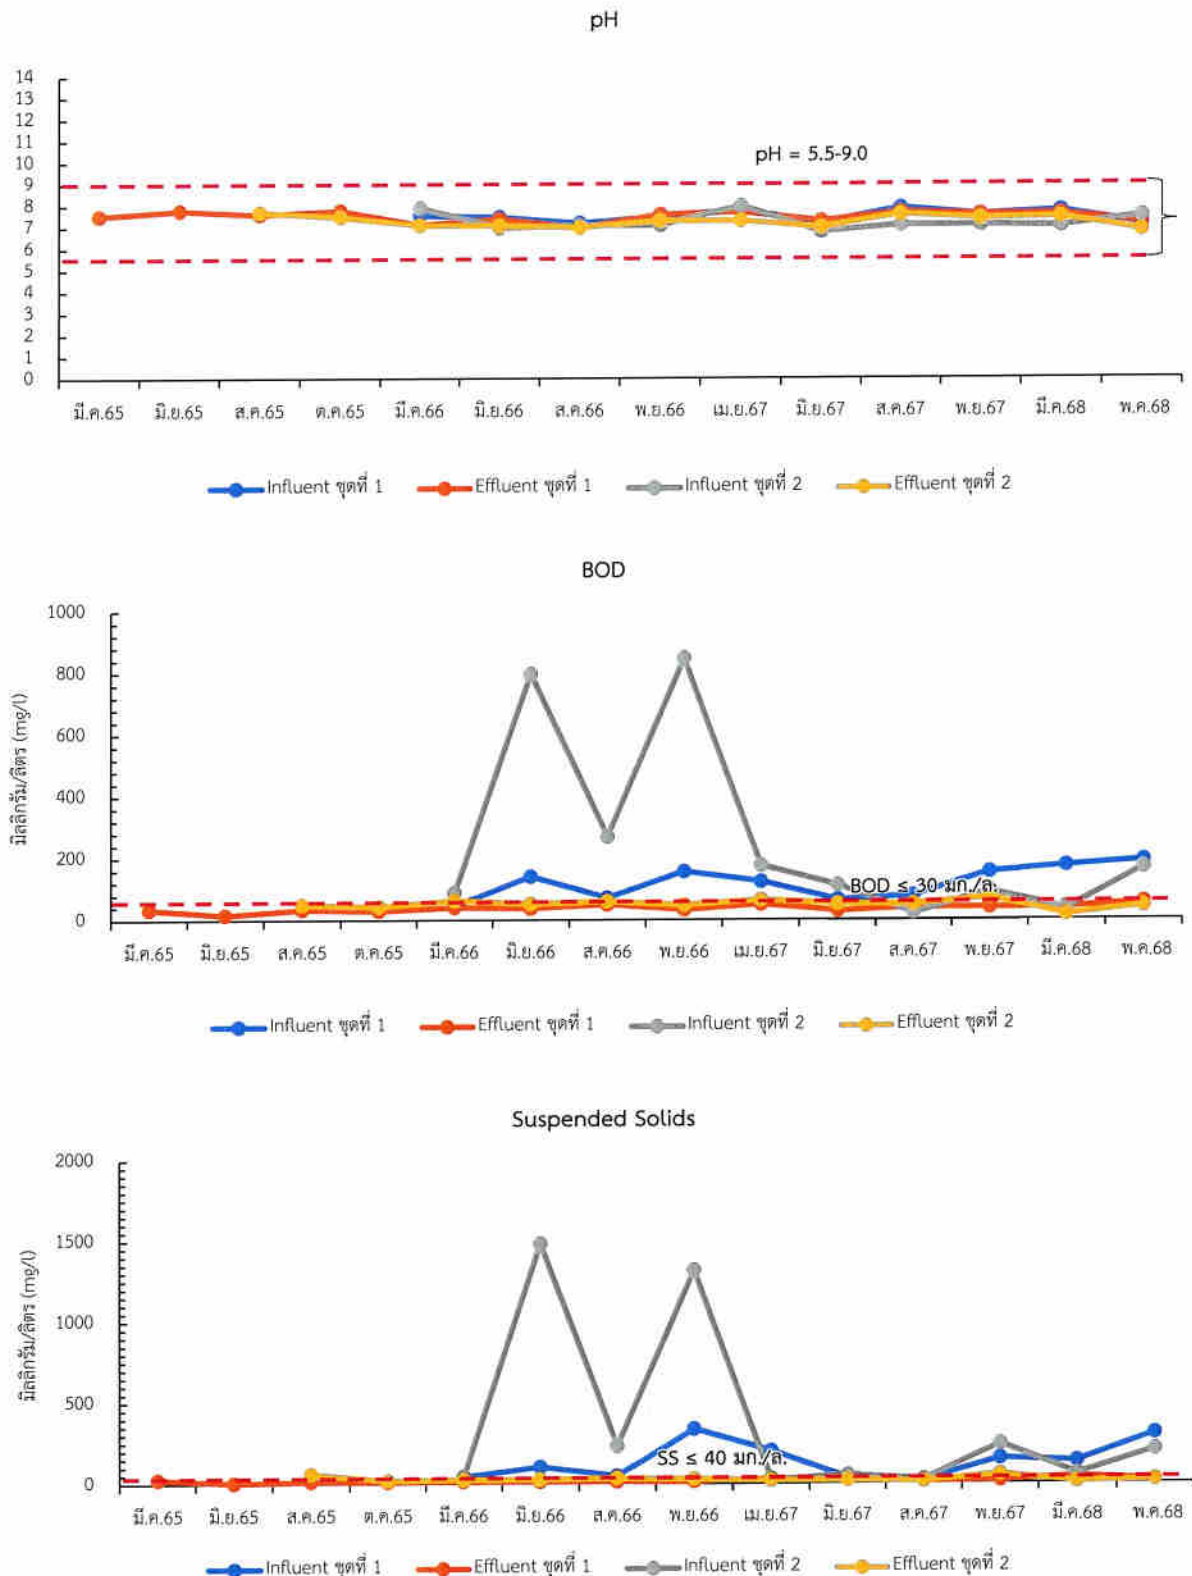 pH
14
13
12
11
10
9
8
7
6
5
4
3
2
1
0
pH = 5.5-9.0
มี.ค.65 มิ.ย.65 ส.ค.65 ต.ค.65 มี.ค.66 มิ.ย.66 ส.ค.66 พ.ย.66 เม.ย.67 มิ.ย.67 ส.ค.67 พ.ย.67 มี.ค.68 พ.ค.68
Influent ชุดที่ 1 Effluent ชุดที่ 1 Influent ชุดที่ 2 Effluent ชุดที่ 2
BOD
มิลลิกรัม/ลิตร (mg/l)
1000
800
600
400
200
0
BOD ≤ 30 มก./ล.
มี.ค.65 มิ.ย.65 ส.ค.65 ต.ค.65 มี.ค.66 มิ.ย.66 ส.ค.66 พ.ย.66 เม.ย.67 มิ.ย.67 ส.ค.67 พ.ย.67 มี.ค.68 พ.ค.68
Influent ชุดที่ 1 Effluent ชุดที่ 1 Influent ชุดที่ 2 Effluent ชุดที่ 2
Suspended Solids
มิลลิกรัม/ลิตร (mg/l)
2000
1500
1000
500
0
SS ≤ 40 มก./ล.
มี.ค.65 มิ.ย.65 ส.ค.65 ต.ค.65 มี.ค.66 มิ.ย.66 ส.ค.66 พ.ย.66 เม.ย.67 มิ.ย.67 ส.ค.67 พ.ย.67 มี.ค.68 พ.ค.68
Influent ชุดที่ 1 Effluent ชุดที่ 1 Influent ชุดที่ 2 Effluent ชุดที่ 2